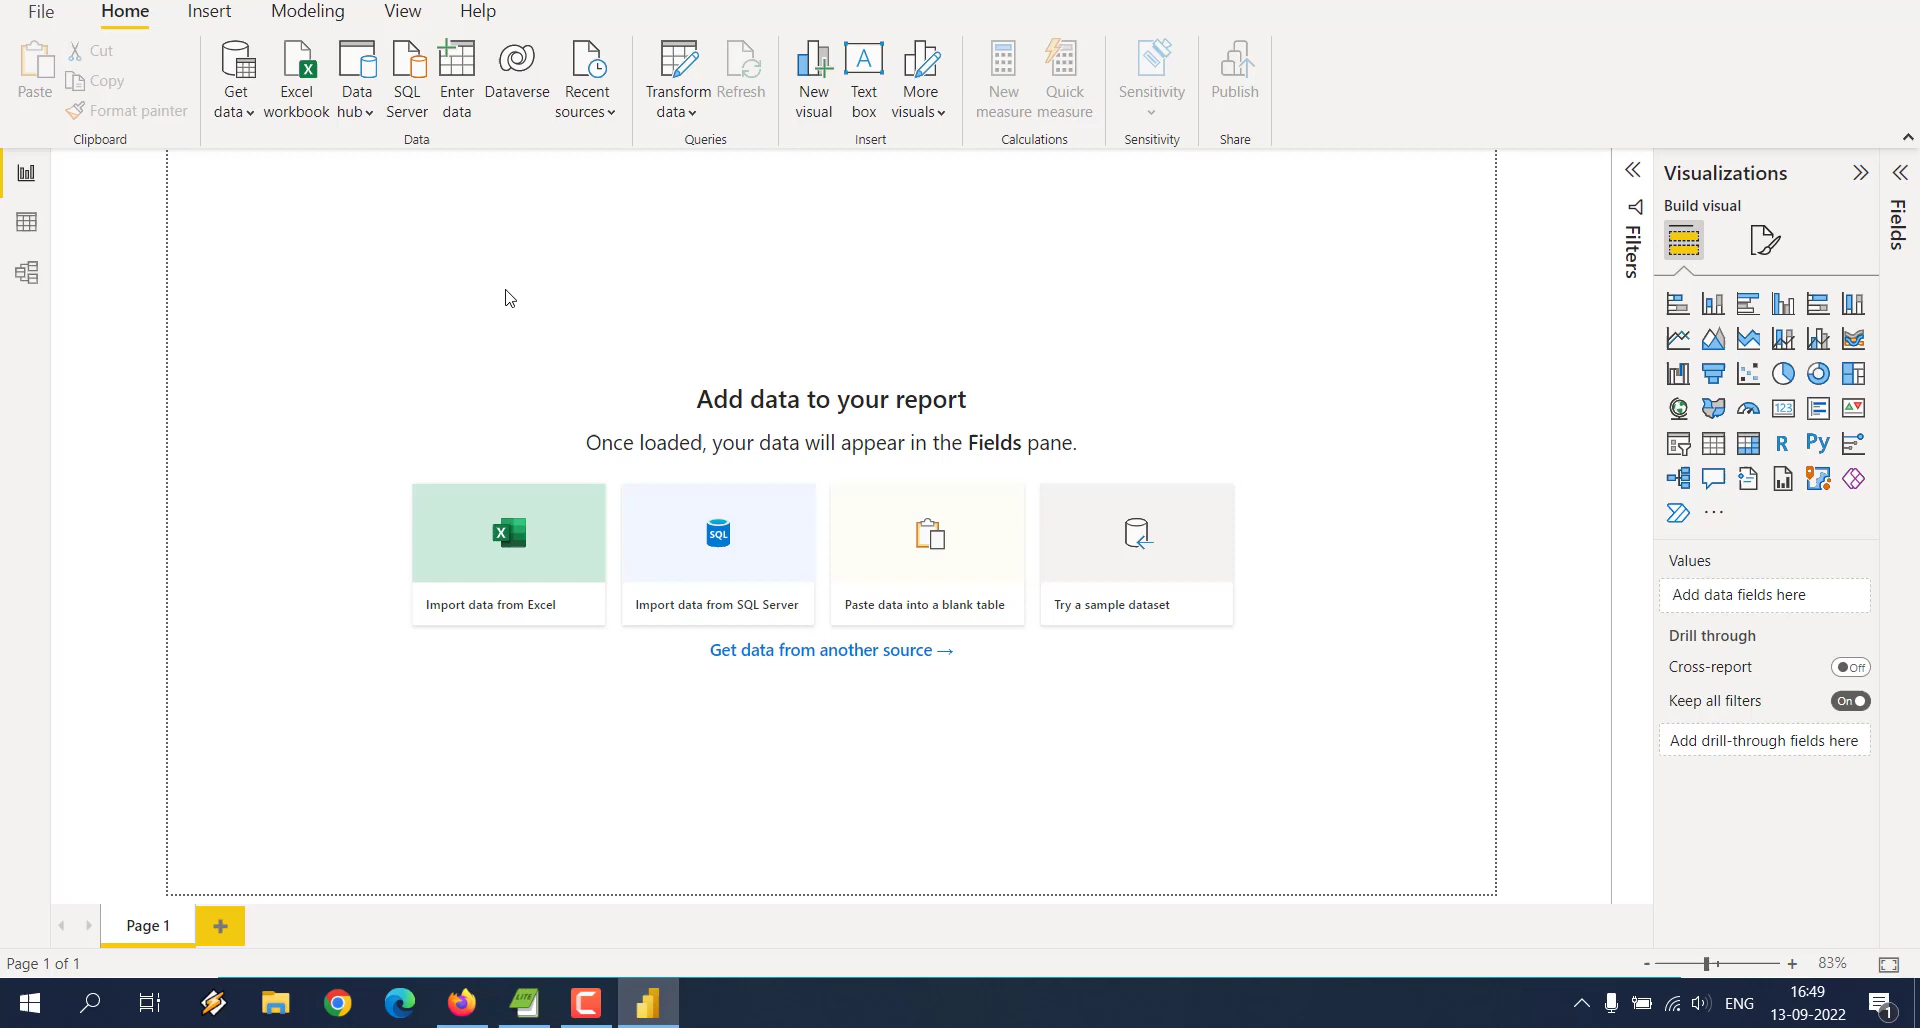 File
Home
Insert
Modeling
View
Help
Paste
Cut
Copy
Format painter
Clipboard
Get data
Excel workbook
Data hub
SQL Server
Enter data
Dataverse
Recent sources
Data
Transform data
Refresh
Queries
New visual
Text box
More visuals
Insert
New measure
Quick measure
Calculations
Sensitivity
Sensitivity
Publish
Share
Add data to your report
Once loaded, your data will appear in the Fields pane.
SQL
Import data from Excel
Import data from SQL Server
Paste data into a blank table
Try a sample dataset
Get data from another source →
Filters
Visualizations
Build visual
123
R
Py
Values
Add data fields here
Drill through
Cross-report
Off
Keep all filters
On
Add drill-through fields here
Fields
Page 1
Page 1 of 1
83%
LITE
ENG
16:49
13-09-2022
1